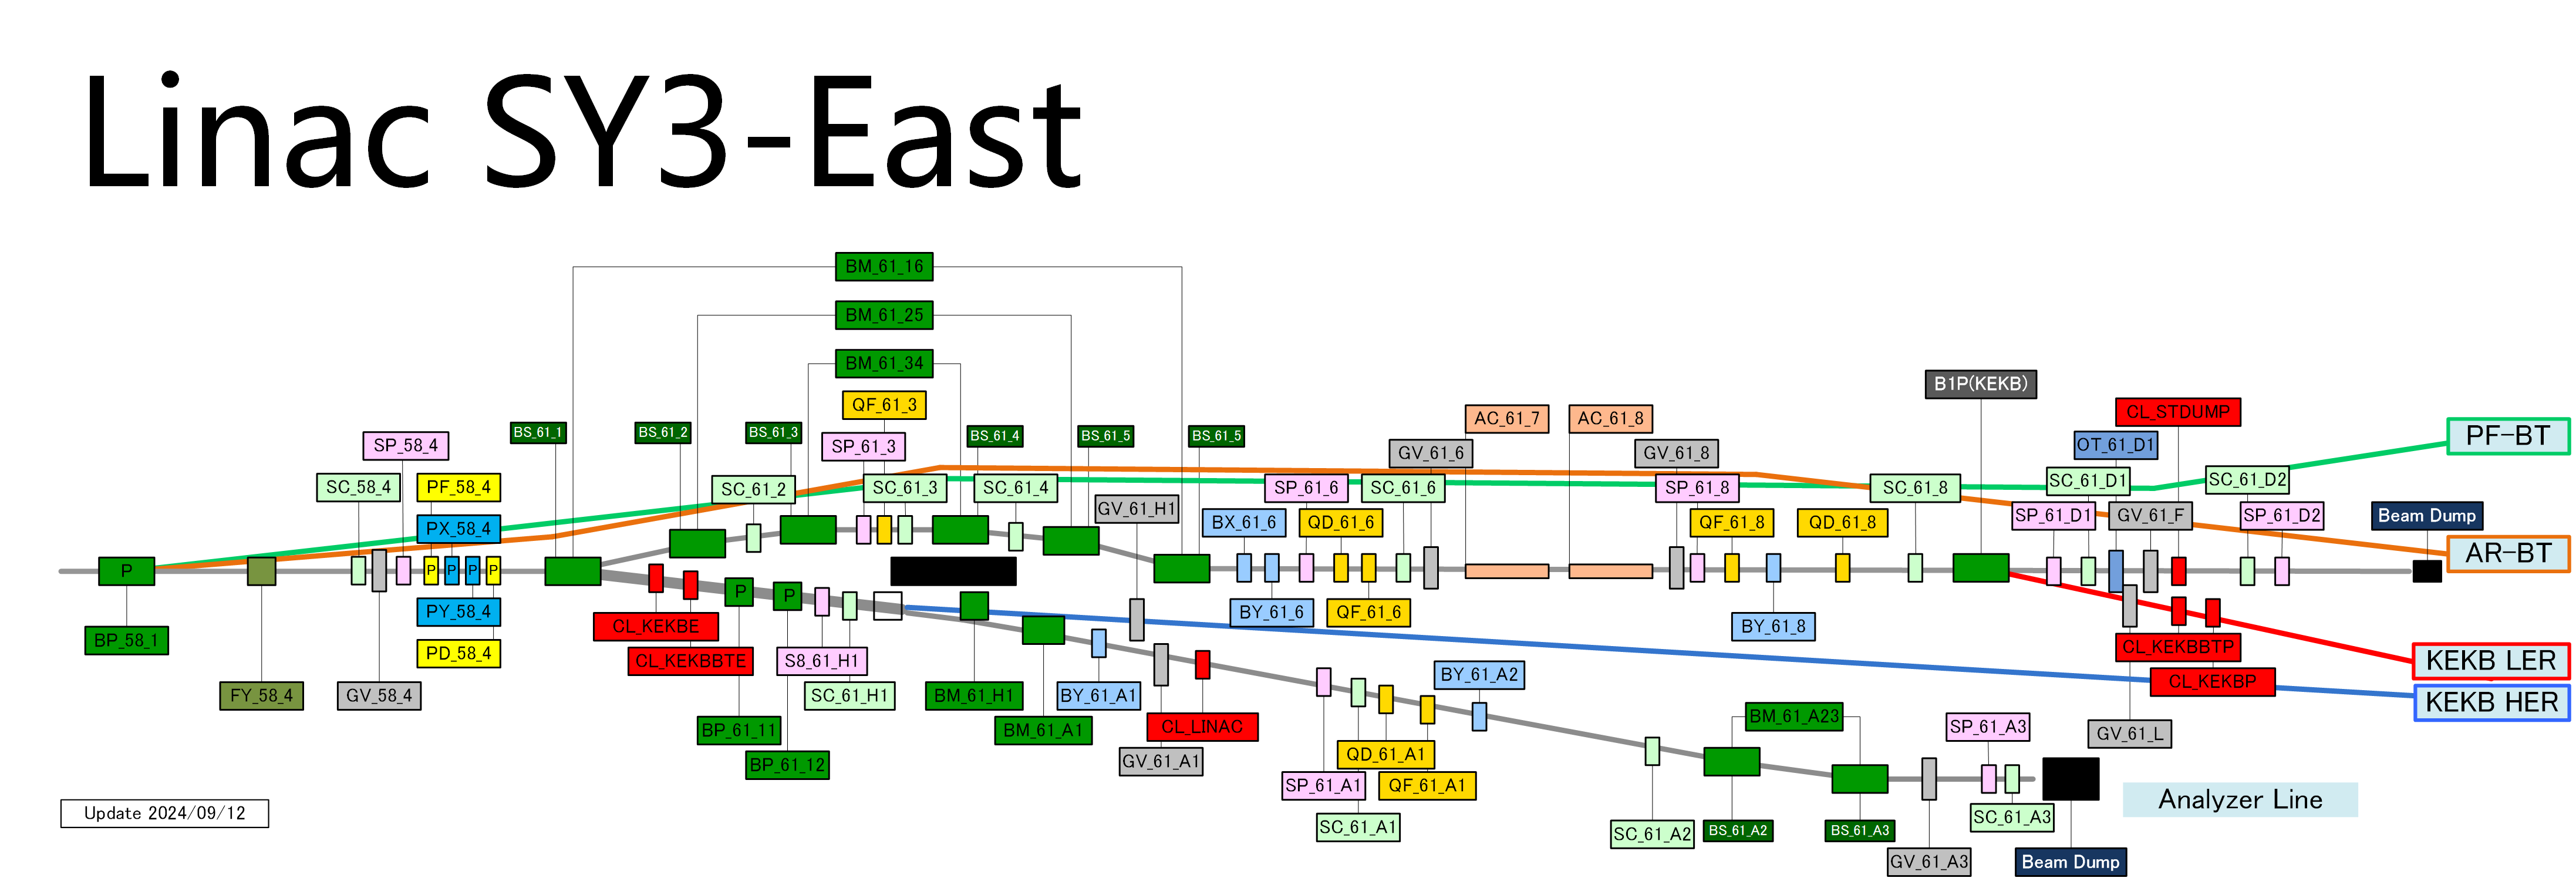 Linac SY3-East
BM_61_16
BM_61_25
BM_61_34
B1P(KEKB)
QF_61_3
AC_61_7
AC_61_8
CL_STDUMP
BS_61_1
BS_61_2
BS_61_3
BS_61_4
BS_61_5
BS_61_5
PF-BT
SP_58_4
SP_61_3
OT_61_D1
GV_61_6
GV_61_8
SC_58_4
PF_58_4
SC_61_2
SC_61_3
SC_61_4
SP_61_6
SC_61_6
SP_61_8
SC_61_8
SC_61_D1
SC_61_D2
GV_61_H1
PX_58_4
BX_61_6
QD_61_6
QF_61_8
QD_61_8
SP_61_D1
GV_61_F
SP_61_D2
Beam Dump
AR-BT
P
P
P
P
P
P
P
BP_58_1
PY_58_4
CL_KEKBE
BY_61_6
QF_61_6
BY_61_8
PD_58_4
CL_KEKBBTE
S8_61_H1
CL_KEKBBTP
KEKB LER
FY_58_4
GV_58_4
SC_61_H1
BM_61_H1
BY_61_A1
BY_61_A2
CL_KEKBP
KEKB HER
BP_61_11
BM_61_A1
CL_LINAC
BM_61_A23
SP_61_A3
GV_61_L
BP_61_12
GV_61_A1
QD_61_A1
SP_61_A1
QF_61_A1
Analyzer Line
Update 2024/09/12
SC_61_A1
SC_61_A2
BS_61_A2
BS_61_A3
SC_61_A3
GV_61_A3
Beam Dump